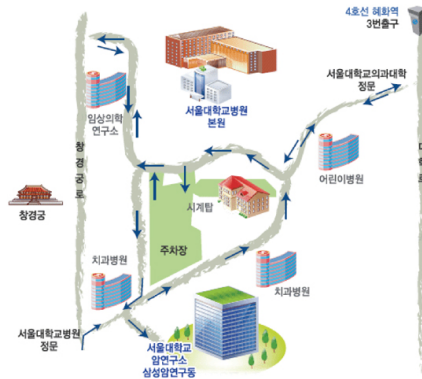 4호선 혜화역
3번출구
서울대학교의과대학
정문
서울대학교병원
본원
임상의학
연구소
창경궁로
대학로
어린이병원
창경궁
시계탑
주차장
치과병원
치과병원
서울대학교병원
정문
서울대학교
암연구소
삼성암연구동